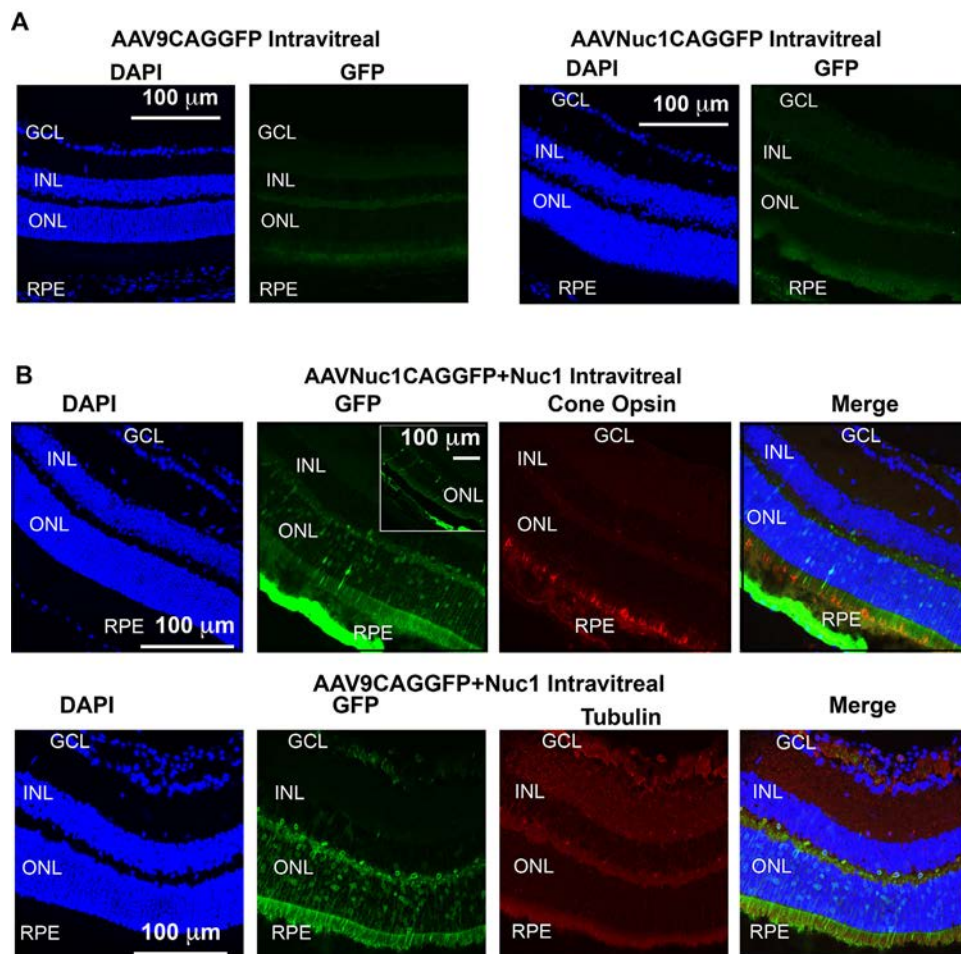 A
AAV9CAGGFP Intravitreal
AAVNuc1CAGGFP Intravitreal
DAPI
GFP
DAPI
GFP
100 μm
GCL
INL
ONL
RPE
GCL
INL
ONL
RPE
100 μm
GCL
INL
ONL
RPE
GCL
INL
ONL
RPE
B
AAVNuc1CAGGFP+Nuc1 Intravitreal
DAPI
GFP
Cone Opsin
Merge
GCL
INL
ONL
RPE
100 μm
100 μm
ONL
INL
ONL
RPE
GCL
INL
ONL
RPE
GCL
INL
ONL
RPE
AAV9CAGGFP+Nuc1 Intravitreal
DAPI
GFP
Tubulin
Merge
GCL
INL
ONL
RPE
100 μm
GCL
INL
ONL
RPE
GCL
INL
ONL
RPE
GCL
INL
ONL
RPE